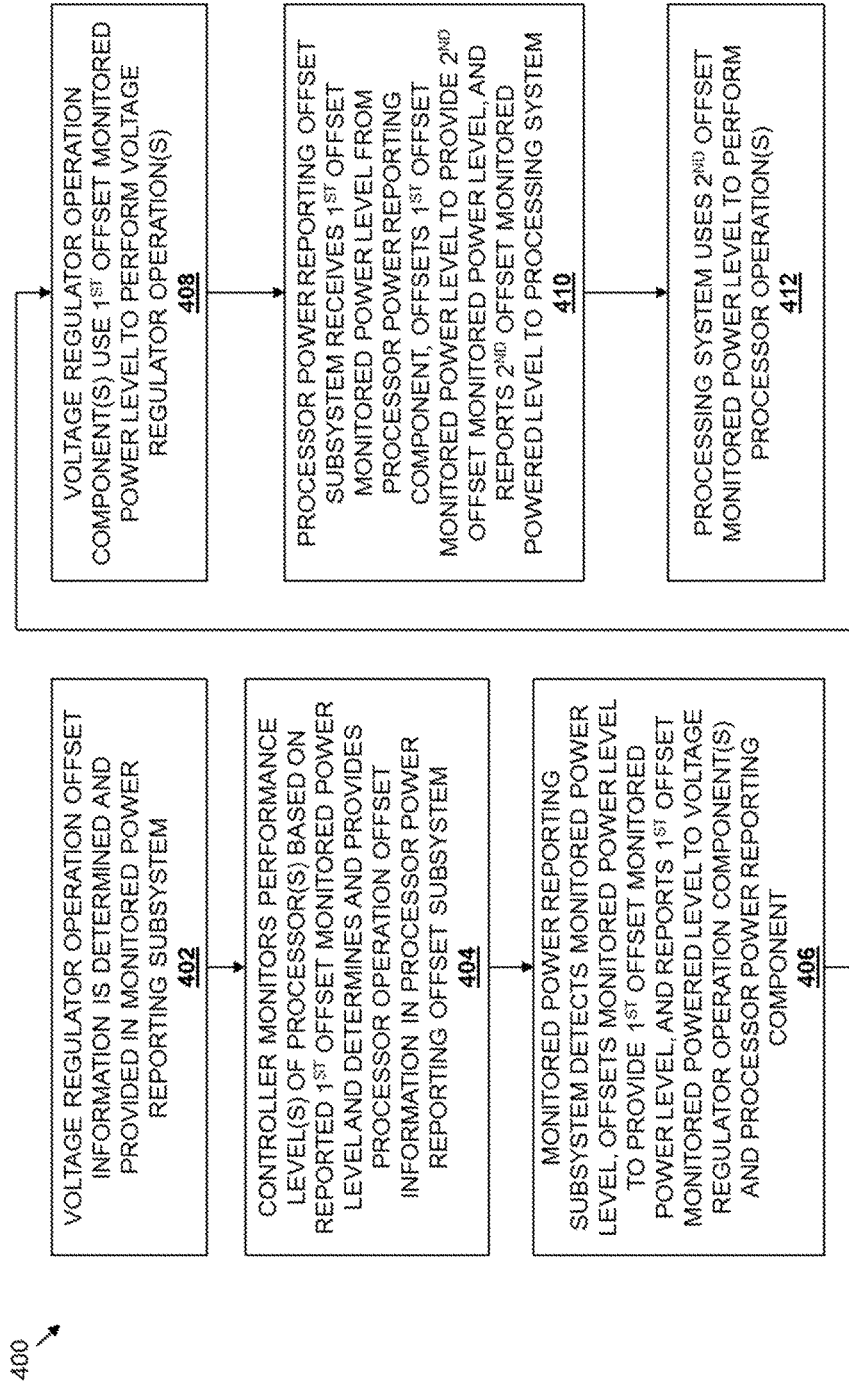 400
VOLTAGE REGULATOR OPERATION OFFSET
INFORMATION IS DETERMINED AND
PROVIDED IN MONITORED POWER
REPORTING SUBSYSTEM
402
CONTROLLER MONITORS PERFORMANCE
LEVEL(S) OF PROCESSOR(S) BASED ON
REPORTED 1ST OFFSET MONITORED POWER
LEVEL AND DETERMINES AND PROVIDES
PROCESSOR OPERATION OFFSET
INFORMATION IN PROCESSOR POWER
REPORTING OFFSET SUBSYSTEM
404
MONITORED POWER REPORTING
SUBSYSTEM DETECTS MONITORED POWER
LEVEL, OFFSETS MONITORED POWER LEVEL
TO PROVIDE 1ST OFFSET MONITORED
POWER LEVEL, AND REPORTS 1ST OFFSET
MONITORED POWERED LEVEL TO VOLTAGE
REGULATOR OPERATION COMPONENT(S)
AND PROCESSOR POWER REPORTING
COMPONENT
406
VOLTAGE REGULATOR OPERATION
COMPONENT(S) USE 1ST OFFSET MONITORED
POWER LEVEL TO PERFORM VOLTAGE
REGULATOR OPERATION(S)
408
PROCESSOR POWER REPORTING OFFSET
SUBSYSTEM RECEIVES 1ST OFFSET
MONITORED POWER LEVEL FROM
PROCESSOR POWER REPORTING
COMPONENT, OFFSETS 1ST OFFSET
MONITORED POWER LEVEL TO PROVIDE 2ND
OFFSET MONITORED POWER LEVEL, AND
REPORTS 2ND OFFSET MONITORED
POWERED LEVEL TO PROCESSING SYSTEM
410
PROCESSING SYSTEM USES 2ND OFFSET
MONITORED POWER LEVEL TO PERFORM
PROCESSOR OPERATION(S)
412